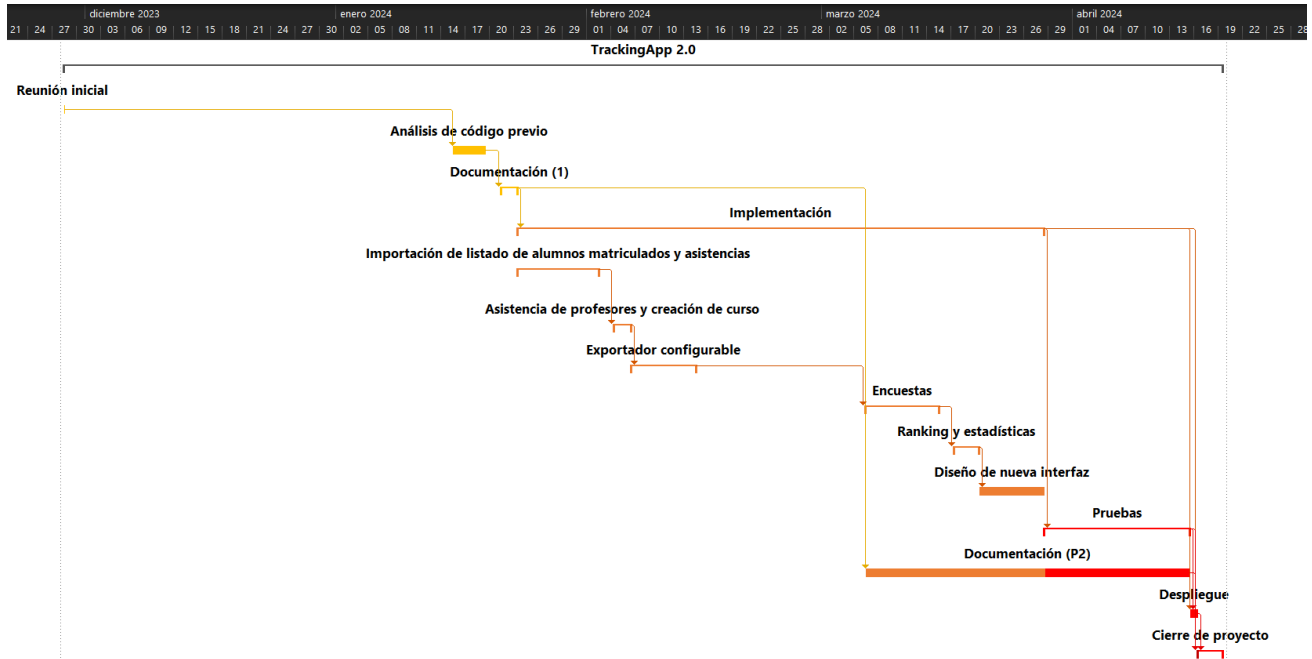 diciembre 2023 enero 2024 febrero 2024 marzo 2024 abril 2024
21 24 27 30 03 06 09 12 15 18 21 24 27 30 02 05 08 11 14 17 20 23 26 29 01 04 07 10 13 16 19 22 25 28 02 05 08 11 14 17 20 23 26 29 01 04 07 10 13 16 19 22 25 28
TrackingApp 2.0
Reunión inicial
Análisis de código previo
Documentación (1)
Implementación
Importación de listado de alumnos matriculados y asistencias
Asistencia de profesores y creación de curso
Exportador configurable
Encuestas
Ranking y estadísticas
Diseño de nueva interfaz
Pruebas
Documentación (P2)
Despliegue
Cierre de proyecto